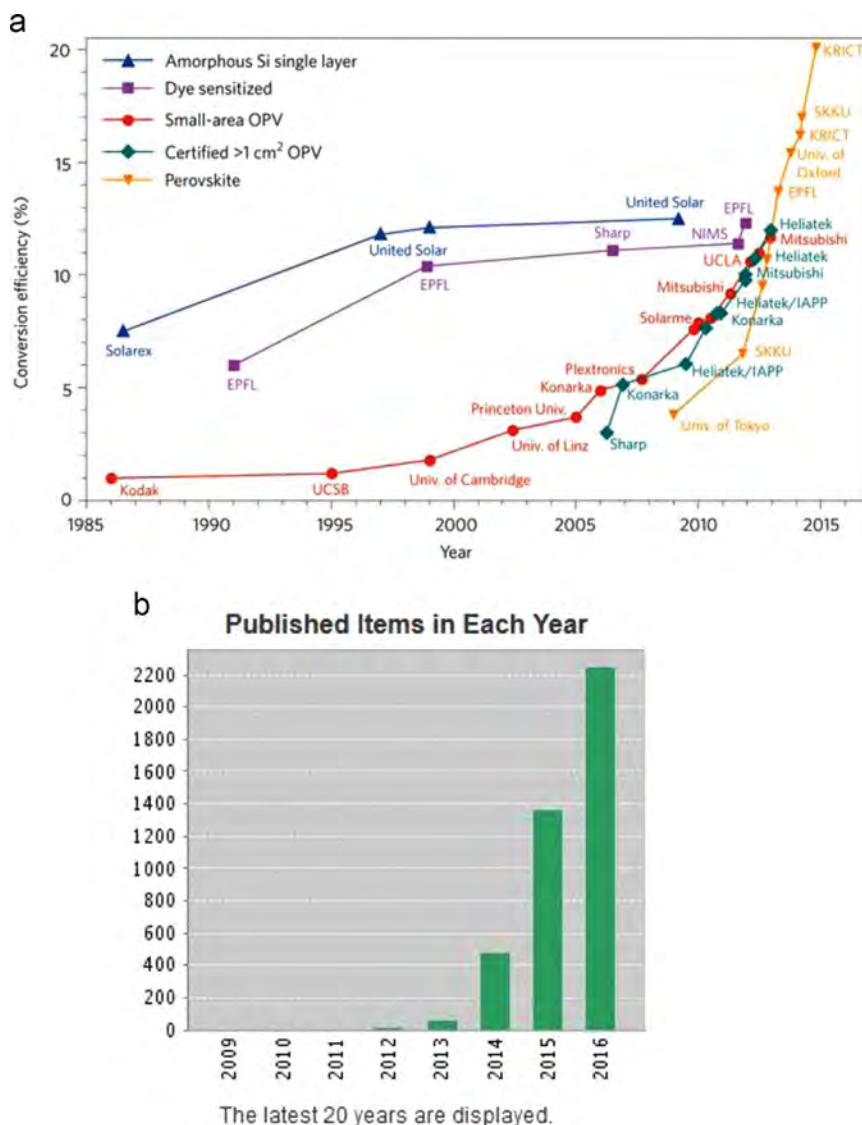 a
Conversion efficiency (%)
20
15
10
5
0
Amorphous Si single layer
Dye sensitized
Small-area OPV
Certified >1 cm² OPV
Perovskite
KRICT
SKKU
KRICT
Univ. of
Oxford
EPFL
United Solar
EPFL
Heliatek
Mitsubishi
Sharp
NIMS
United Solar
UCLA
Heliatek
Mitsubishi
EPFL
Mitsubishi
Heliatek/IAPP
Solarme
Konarka
Solarex
SKKU
Plextronics
Heliatek/IAPP
EPFL
Konarka
Konarka
Princeton Univ.
Univ. of Tokyo
Univ. of Linz
Sharp
Kodak
UCSB
Univ. of Cambridge
1985
1990
1995
2000
2005
2010
2015
Year
b
Published Items in Each Year
2200
2000
1800
1600
1400
1200
1000
800
600
400
200
0
2009
2010
2011
2012
2013
2014
2015
2016
The latest 20 years are displayed.